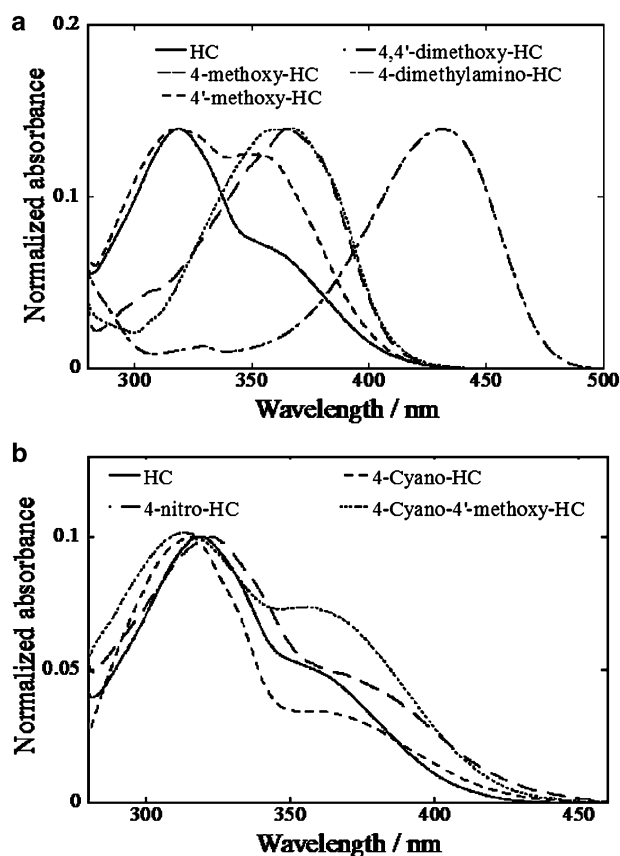 a
0.2
HC
4,4'-dimethoxy-HC
4-methoxy-HC
4-dimethylamino-HC
4'-methoxy-HC
0.1
0
300
350
400
450
500
Normalized absorbance
Wavelength / nm
b
HC
4-Cyano-HC
4-nitro-HC
4-Cyano-4'-methoxy-HC
0.1
0.05
0
300
350
400
450
Normalized absorbance
Wavelength / nm